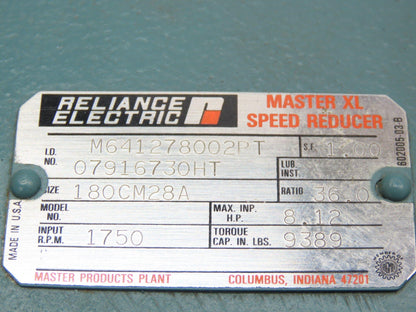 RELIANCE ELECTRIC
MASTER XL
SPEED REDUCER
I.D. NO. M641278002PT S.F. 1.00
07916730HT LUB. INST.
SIZE 180CM28A RATIO 36.0
MODEL NO. MAX. INP. H.P. 8.12
INPUT R.P.M. 1750 TORQUE CAP. IN. LBS. 9389
MASTER PRODUCTS PLANT COLUMBUS, INDIANA 47201
MADE IN U.S.A.
602005-03-B